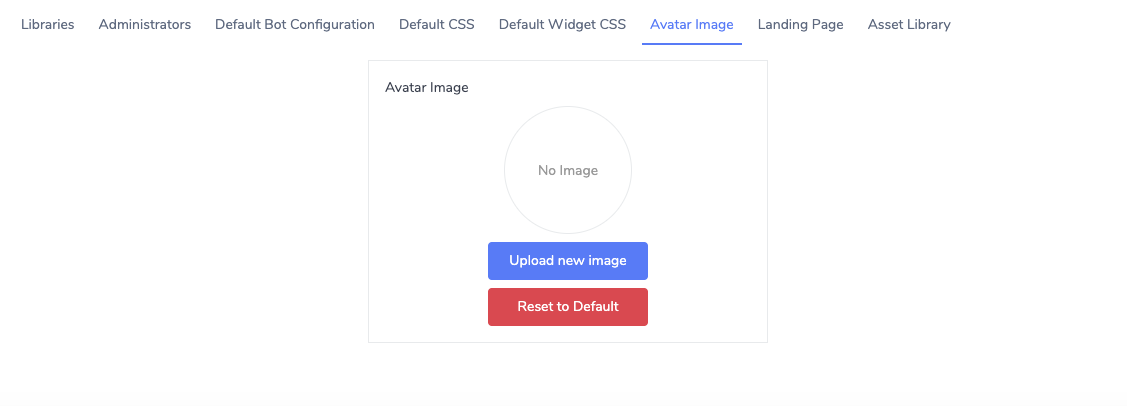 Libraries Administrators Default Bot Configuration Default CSS Default Widget CSS Avatar Image Landing Page Asset Library
Avatar Image
No Image
Upload new image
Reset to Default